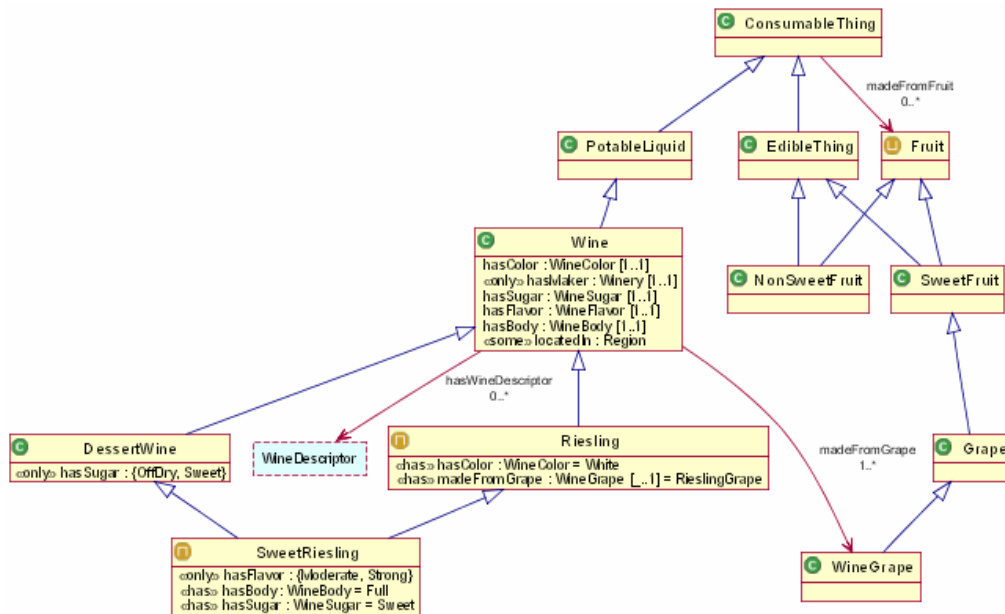 C ConsumableThing
madeFromFruit
0..*
C PotableLiquid
C EdibleThing
⊔ Fruit
C Wine
hasColor : WineColor [1..1]
«only» hasMaker : Winery [1..1]
hasSugar : WineSugar [1..1]
hasFlavor : WineFlavor [1..1]
hasBody : WineBody [1..1]
«some» locatedIn : Region
C NonSweetFruit
C SweetFruit
hasWineDescriptor
0..*
C DessertWine
«only» hasSugar : {OffDry, Sweet}
WineDescriptor
⊓ Riesling
«has» hasColor : WineColor = White
«has» madeFromGrape : WineGrape [_..1] = RieslingGrape
madeFromGrape
1..*
C Grape
⊓ SweetRiesling
«only» hasFlavor : {Moderate, Strong}
«has» hasBody : WineBody = Full
«has» hasSugar : WineSugar = Sweet
C WineGrape